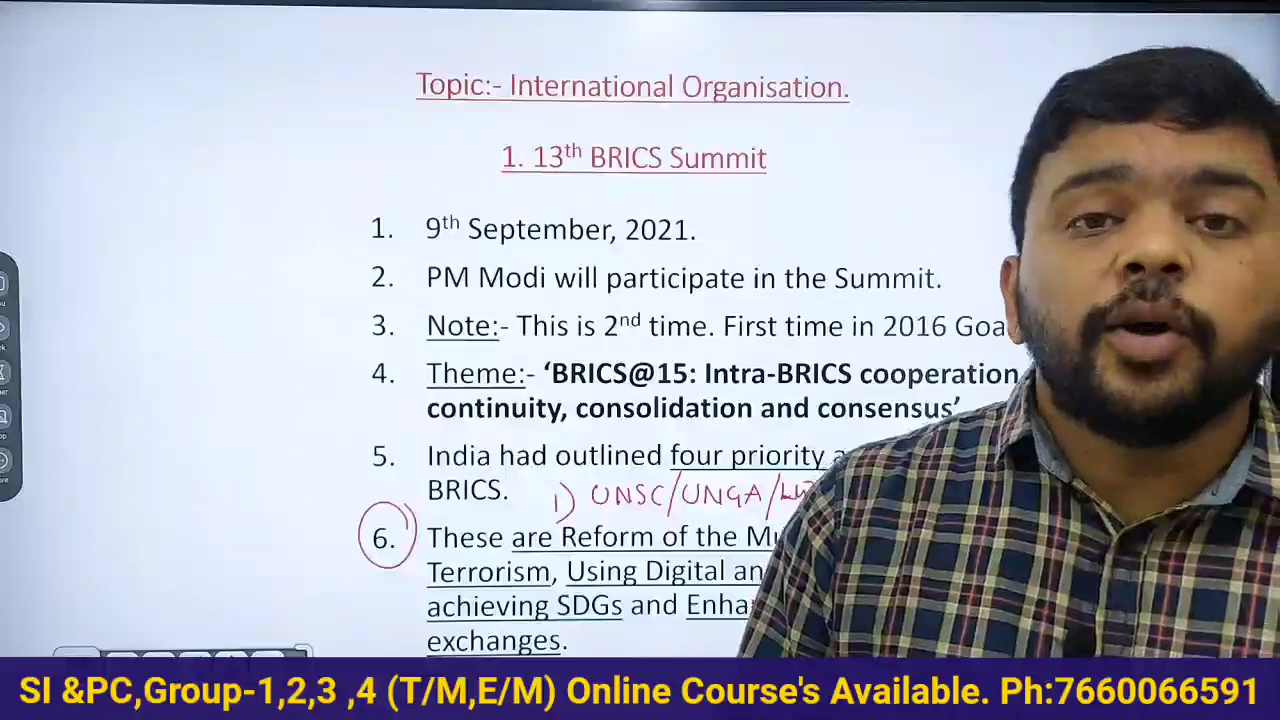 Topic:- International Organisation.
1. 13th BRICS Summit
1. 9th September, 2021.
2. PM Modi will participate in the Summit.
3. Note:- This is 2nd time. First time in 2016 Goa
4. Theme:- ‘BRICS@15: Intra-BRICS cooperation
continuity, consolidation and consensus’
5. India had outlined four priority
BRICS. 1) UNSC/UNGA/
6. These are Reform of the
Terrorism, Using Digital an
achieving SDGs and
exchanges.
SI &PC,Group-1,2,3 ,4 (T/M,E/M) Online Course's Available. Ph:7660066591